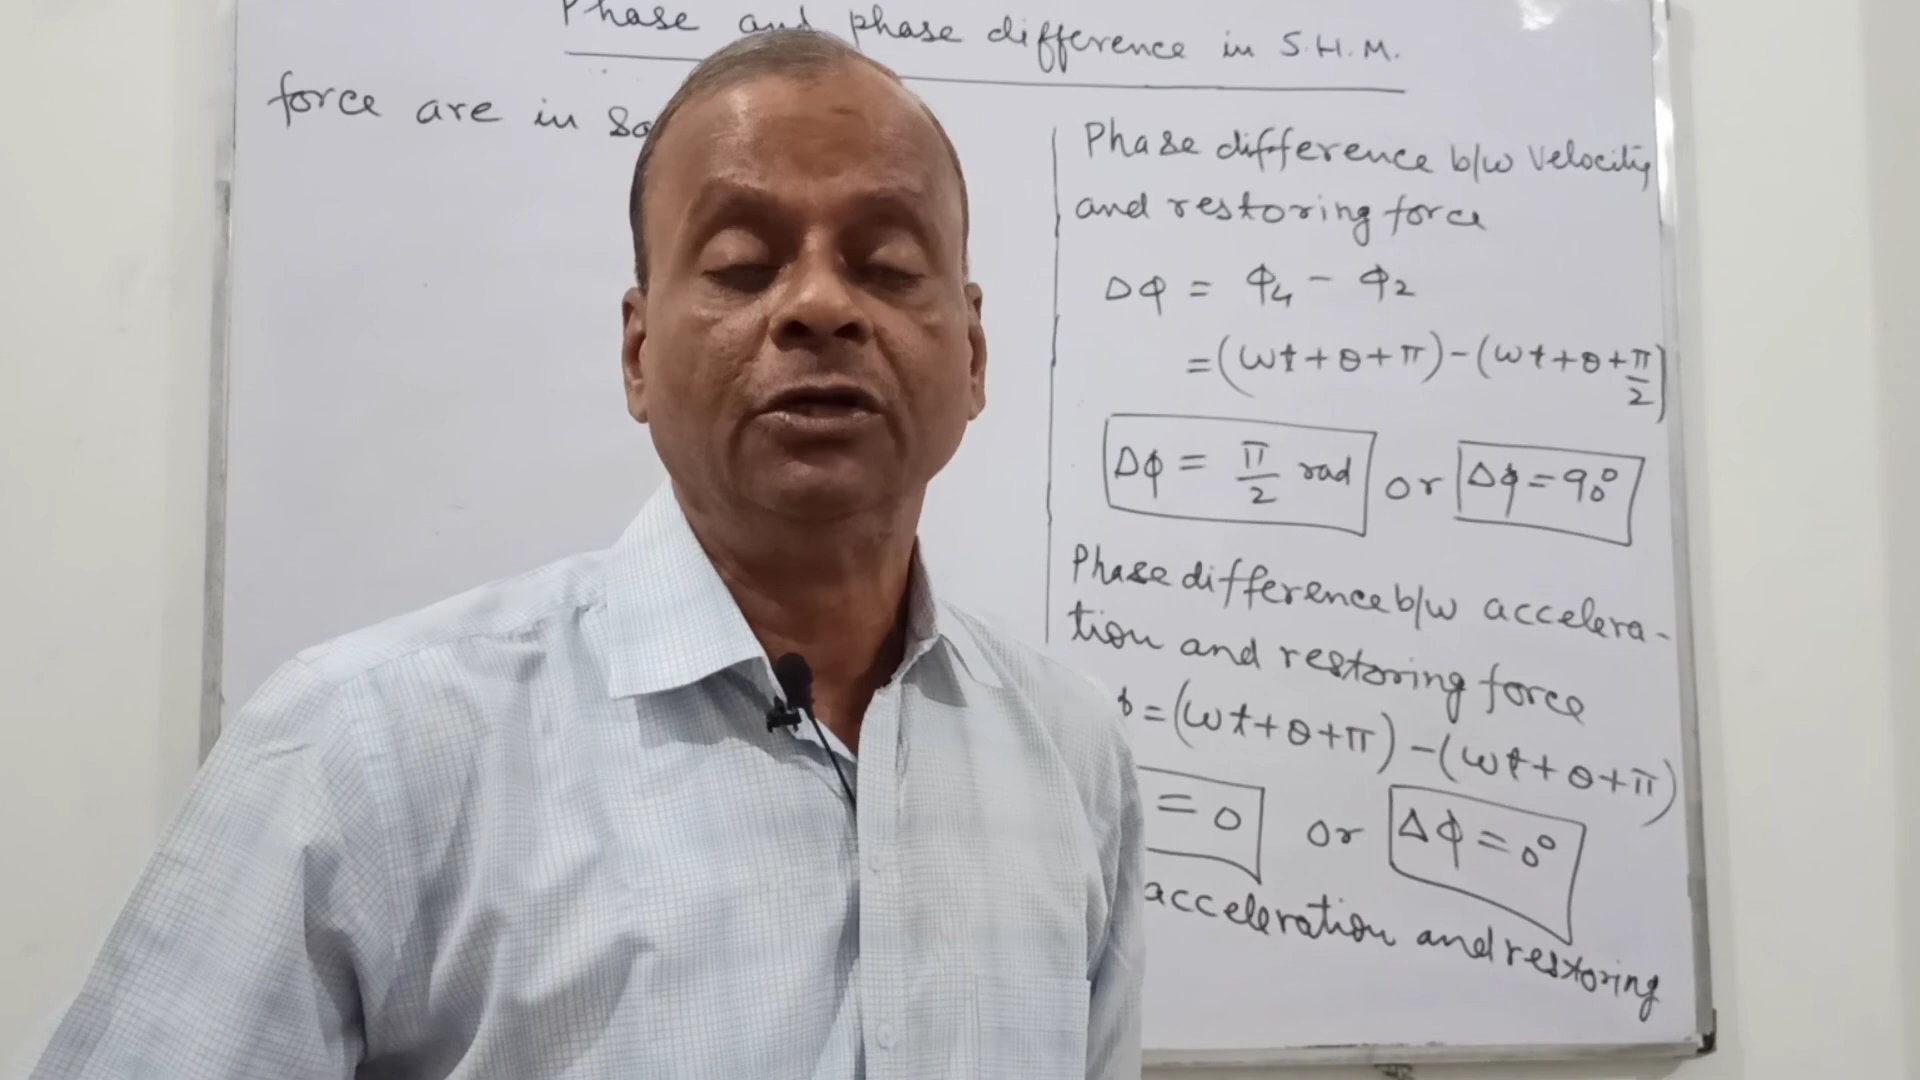 Phase and phase difference in S.H.M.
force are in
Phase difference b/w velocity
and restoring force
Δφ = φ₄ - φ₂
=(ωt+θ+π)-(ωt+θ+π/2)
Δφ = π/2 rad or Δφ=90°
Phase difference b/w accelera-
tion and restoring force
=(ωt+θ+π)-(ωt+θ+π)
= 0 or Δφ=0°
acceleration and restoring